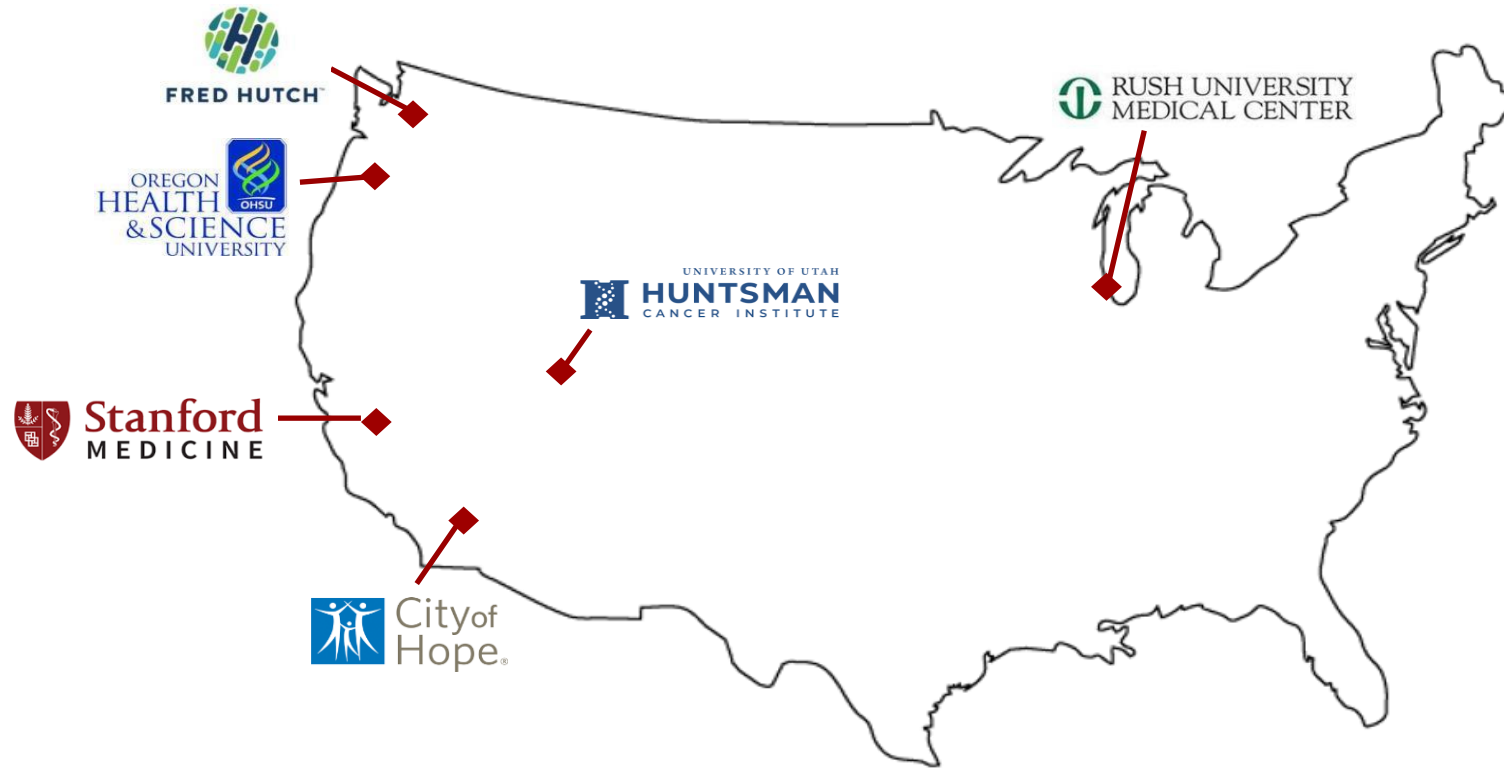 FRED HUTCH™
RUSH UNIVERSITY
MEDICAL CENTER
OREGON
HEALTH
& SCIENCE
UNIVERSITY
OHSU
UNIVERSITY OF UTAH
HUNTSMAN
CANCER INSTITUTE
Stanford
MEDICINE
City of
Hope®